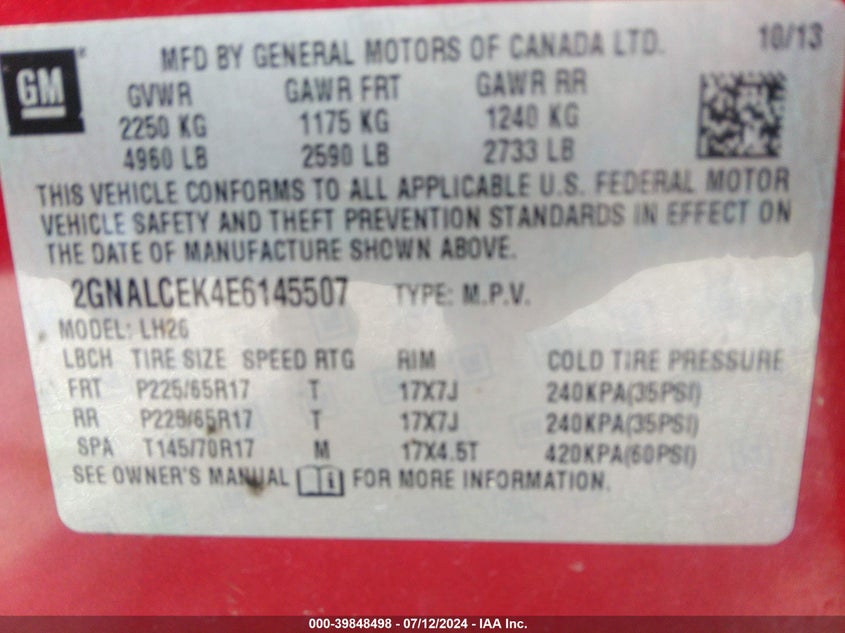 GM
MFD BY GENERAL MOTORS OF CANADA LTD. 10/13
GVWR GAWR FRT GAWR RR
2250 KG 1175 KG 1240 KG
4960 LB 2590 LB 2733 LB
THIS VEHICLE CONFORMS TO ALL APPLICABLE U.S. FEDERAL MOTOR
VEHICLE SAFETY AND THEFT PREVENTION STANDARDS IN EFFECT ON
THE DATE OF MANUFACTURE SHOWN ABOVE.
2GNALCEK4E6145507 TYPE: M.P.V.
MODEL: LH26
LBCH TIRE SIZE SPEED RTG RIM COLD TIRE PRESSURE
FRT P225/65R17 T 17X7J 240KPA(35PSI)
RR P225/65R17 T 17X7J 240KPA(35PSI)
SPA T145/70R17 M 17X4.5T 420KPA(60PSI)
SEE OWNER'S MANUAL FOR MORE INFORMATION.
000-39848498 - 07/12/2024 - IAA Inc.